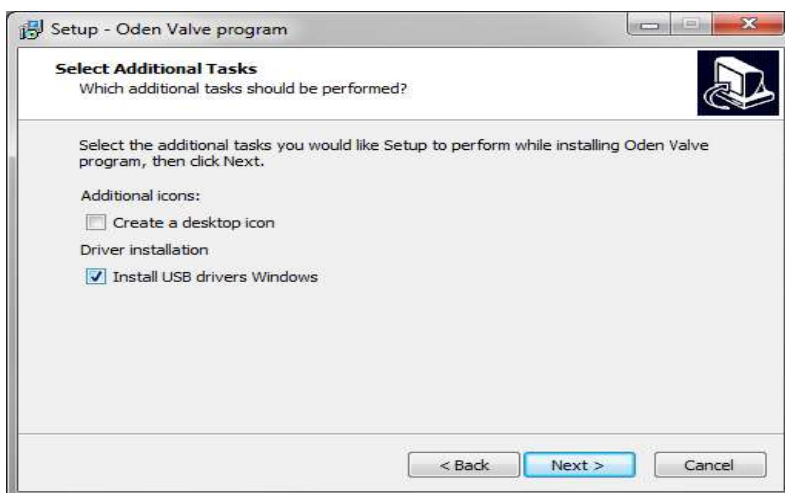 Setup - Oden Valve program
Select Additional Tasks
Which additional tasks should be performed?
Select the additional tasks you would like Setup to perform while installing Oden Valve
program, then click Next.
Additional icons:
Create a desktop icon
Driver installation
Install USB drivers Windows
< Back Next > Cancel